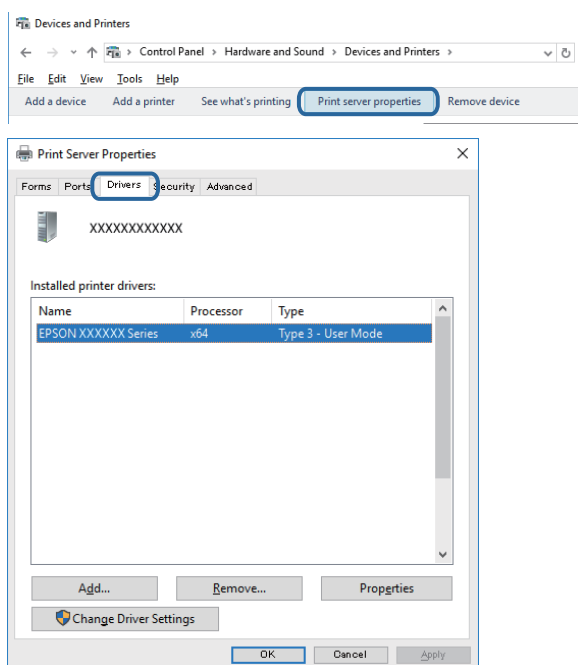 Devices and Printers
Control Panel > Hardware and Sound > Devices and Printers >
File Edit View Tools Help
Add a device Add a printer See what's printing Print server properties Remove device
Print Server Properties
Forms Ports Drivers Security Advanced
XXXXXXXXXXXX
Installed printer drivers:
Name Processor Type
EPSON XXXXXX Series x64 Type 3 - User Mode
Add... Remove... Properties
Change Driver Settings
OK Cancel Apply